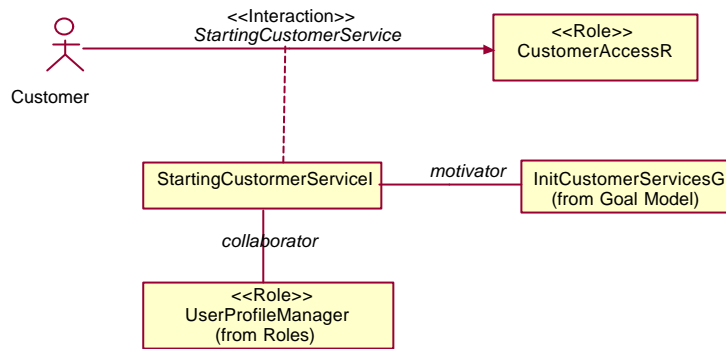 <<Interaction>>
StartingCustomerService
<<Role>>
CustomerAccessR
Customer
StartingCustormerServiceI
motivator
InitCustomerServicesG
(from Goal Model)
collaborator
<<Role>>
UserProfileManager
(from Roles)